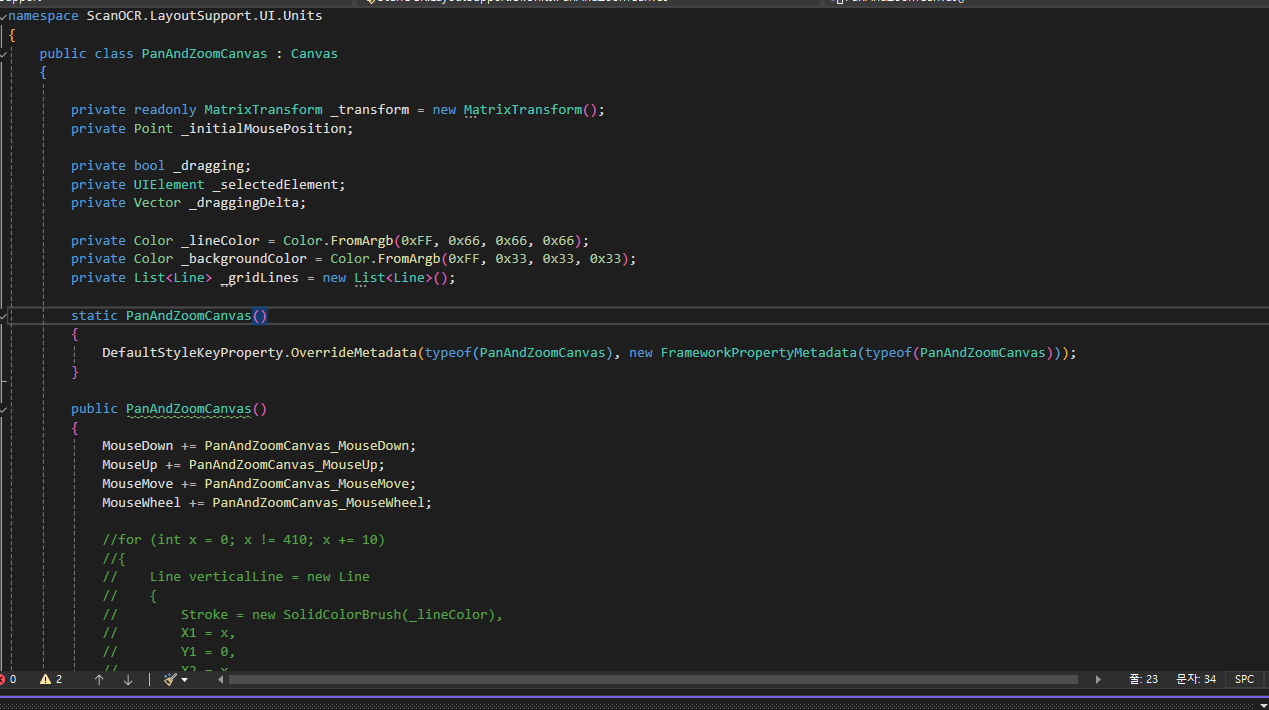 namespace ScanOCR.LayoutSupport.UI.Units
{
public class PanAndZoomCanvas : Canvas
{
private readonly MatrixTransform _transform = new MatrixTransform();
private Point _initialMousePosition;
private bool _dragging;
private UIElement _selectedElement;
private Vector _draggingDelta;
private Color _lineColor = Color.FromArgb(0xFF, 0x66, 0x66, 0x66);
private Color _backgroundColor = Color.FromArgb(0xFF, 0x33, 0x33, 0x33);
private List<Line> _gridLines = new List<Line>();
static PanAndZoomCanvas()
{
DefaultStyleKeyProperty.OverrideMetadata(typeof(PanAndZoomCanvas), new FrameworkPropertyMetadata(typeof(PanAndZoomCanvas)));
}
public PanAndZoomCanvas()
{
MouseDown += PanAndZoomCanvas_MouseDown;
MouseUp += PanAndZoomCanvas_MouseUp;
MouseMove += PanAndZoomCanvas_MouseMove;
MouseWheel += PanAndZoomCanvas_MouseWheel;
//for (int x = 0; x != 410; x += 10)
//{
//    Line verticalLine = new Line
//    {
//        Stroke = new SolidColorBrush(_lineColor),
//        X1 = x,
//        Y1 = 0,
//        X2 = x
0 2 줄: 23 문자: 34 SPC